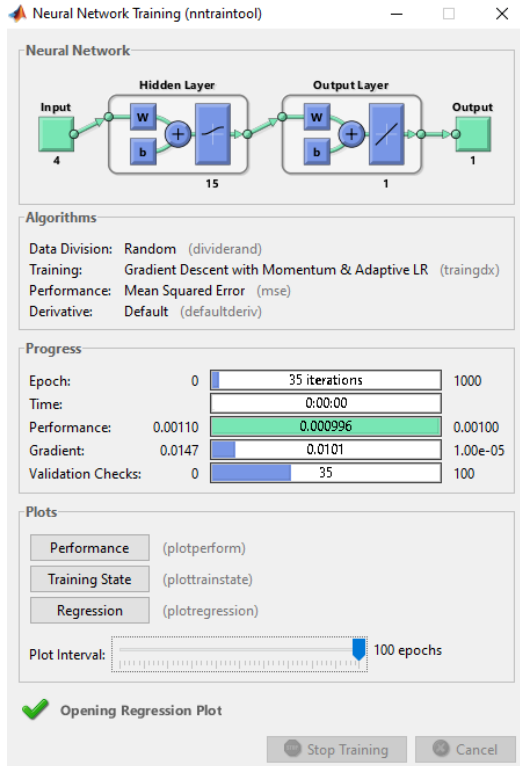 Neural Network Training (nntraintool)
Neural Network
Hidden Layer
Output Layer
Input
Output
W
b
+
W
b
+
4
15
1
1
Algorithms
Data Division: Random (dividerand)
Training: Gradient Descent with Momentum & Adaptive LR (traingdx)
Performance: Mean Squared Error (mse)
Derivative: Default (defaultderiv)
Progress
Epoch: 0 35 iterations 1000
Time: 0:00:00
Performance: 0.00110 0.000996 0.00100
Gradient: 0.0147 0.0101 1.00e-05
Validation Checks: 0 35 100
Plots
Performance (plotperform)
Training State (plottrainstate)
Regression (plotregression)
Plot Interval: 100 epochs
Opening Regression Plot
Stop Training Cancel